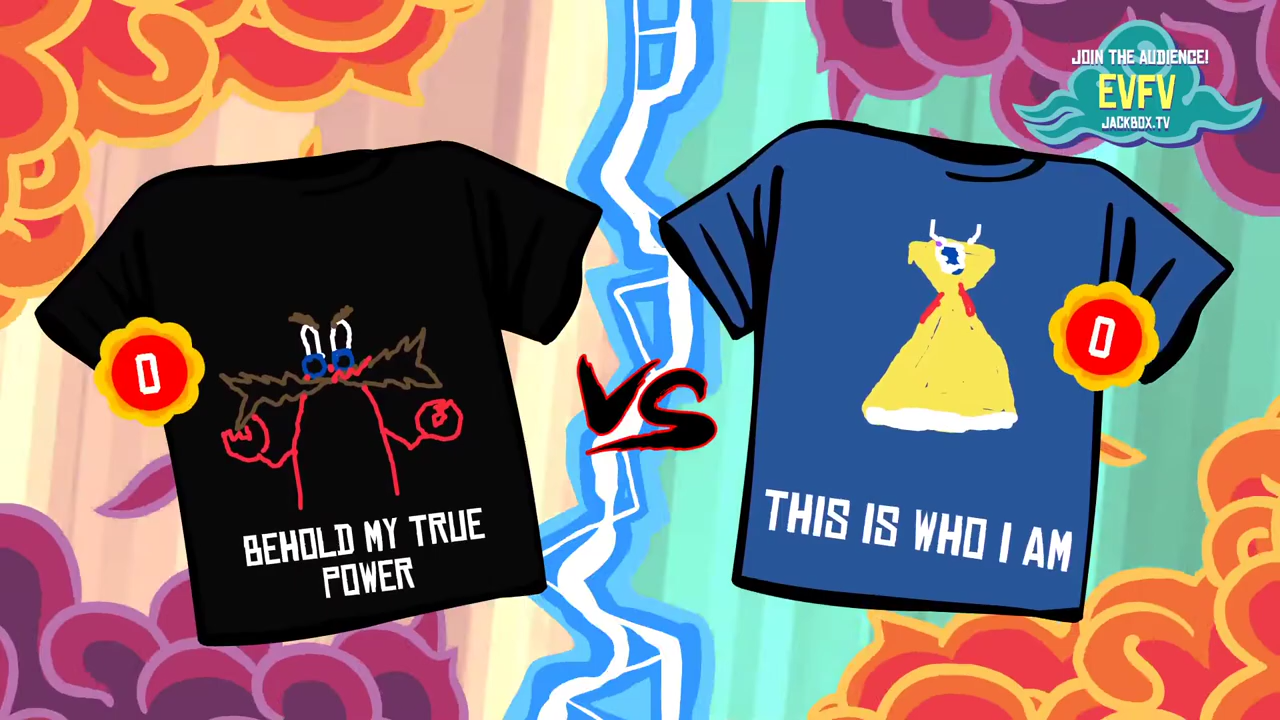 JOIN THE AUDIENCE!
EVFV
JACKBOX.TV
0
0
VS
BEHOLD MY TRUE
POWER
THIS IS WHO I AM